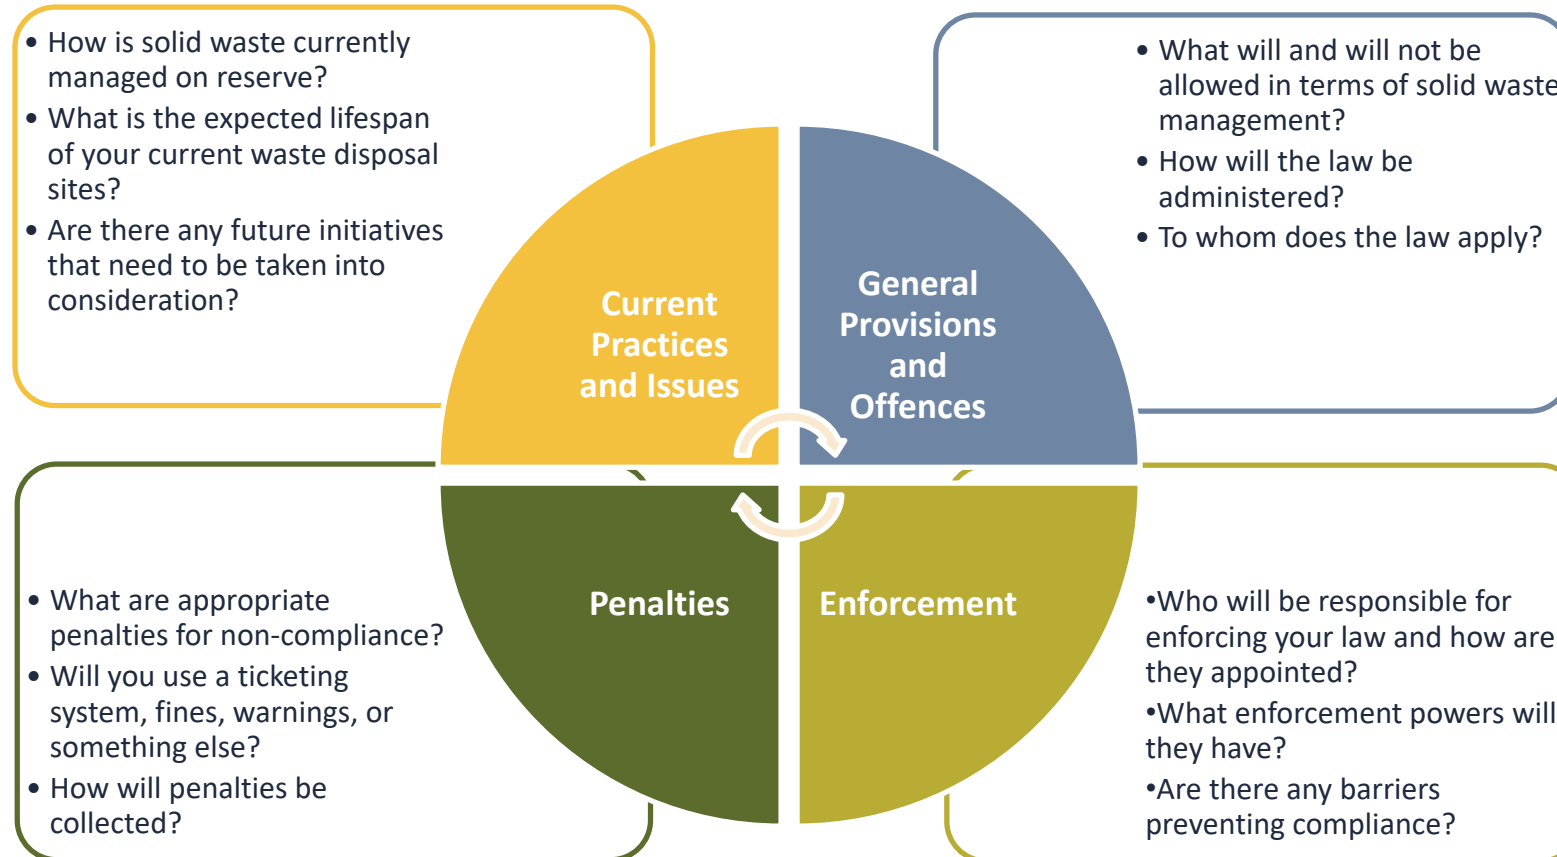 • How is solid waste currently
managed on reserve?
• What is the expected lifespan
of your current waste disposal
sites?
• Are there any future initiatives
that need to be taken into
consideration?
• What will and will not be
allowed in terms of solid waste
management?
• How will the law be
administered?
• To whom does the law apply?
Current
Practices
and Issues
General
Provisions
and
Offences
Penalties
Enforcement
• What are appropriate
penalties for non-compliance?
• Will you use a ticketing
system, fines, warnings, or
something else?
• How will penalties be
collected?
•Who will be responsible for
enforcing your law and how are
they appointed?
•What enforcement powers will
they have?
•Are there any barriers
preventing compliance?